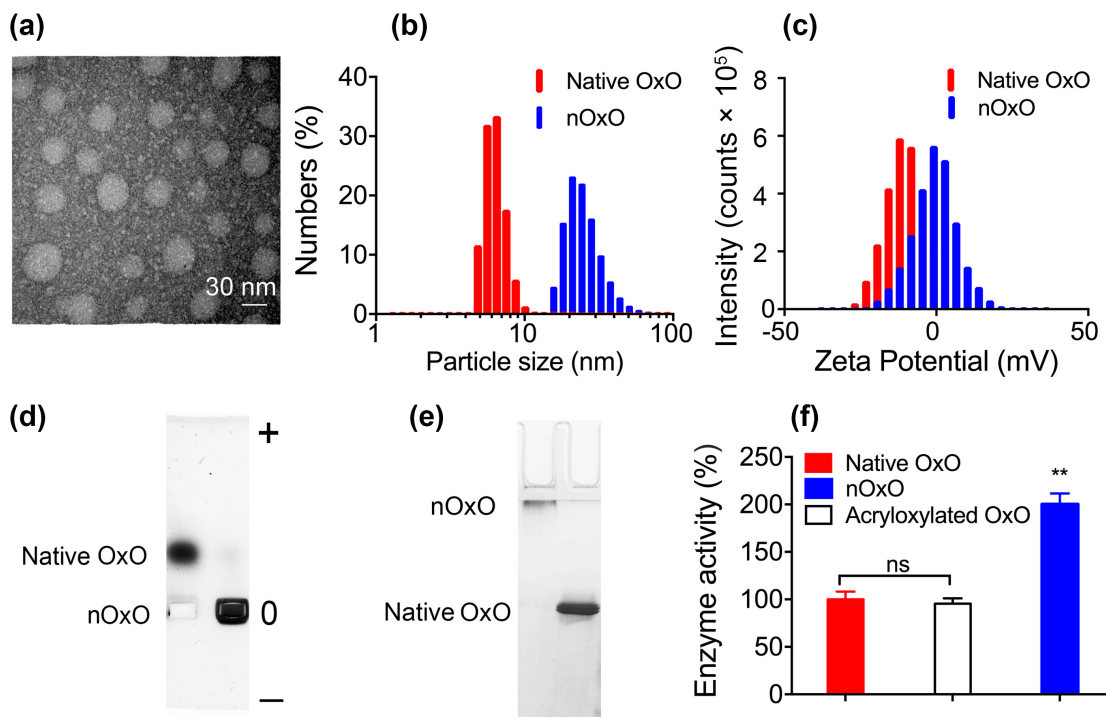 (a)
30 nm
(b)
Numbers (%)
40
30
20
10
0
1
10
100
Particle size (nm)
Native OxO
nOxO
(c)
Intensity (counts × 10⁵)
8
6
4
2
0
-50
0
50
Zeta Potential (mV)
Native OxO
nOxO
(d)
+
Native OxO
nOxO
0
−
(e)
nOxO
Native OxO
(f)
Enzyme activity (%)
250
200
150
100
50
0
Native OxO
nOxO
Acryloxylated OxO
ns
**